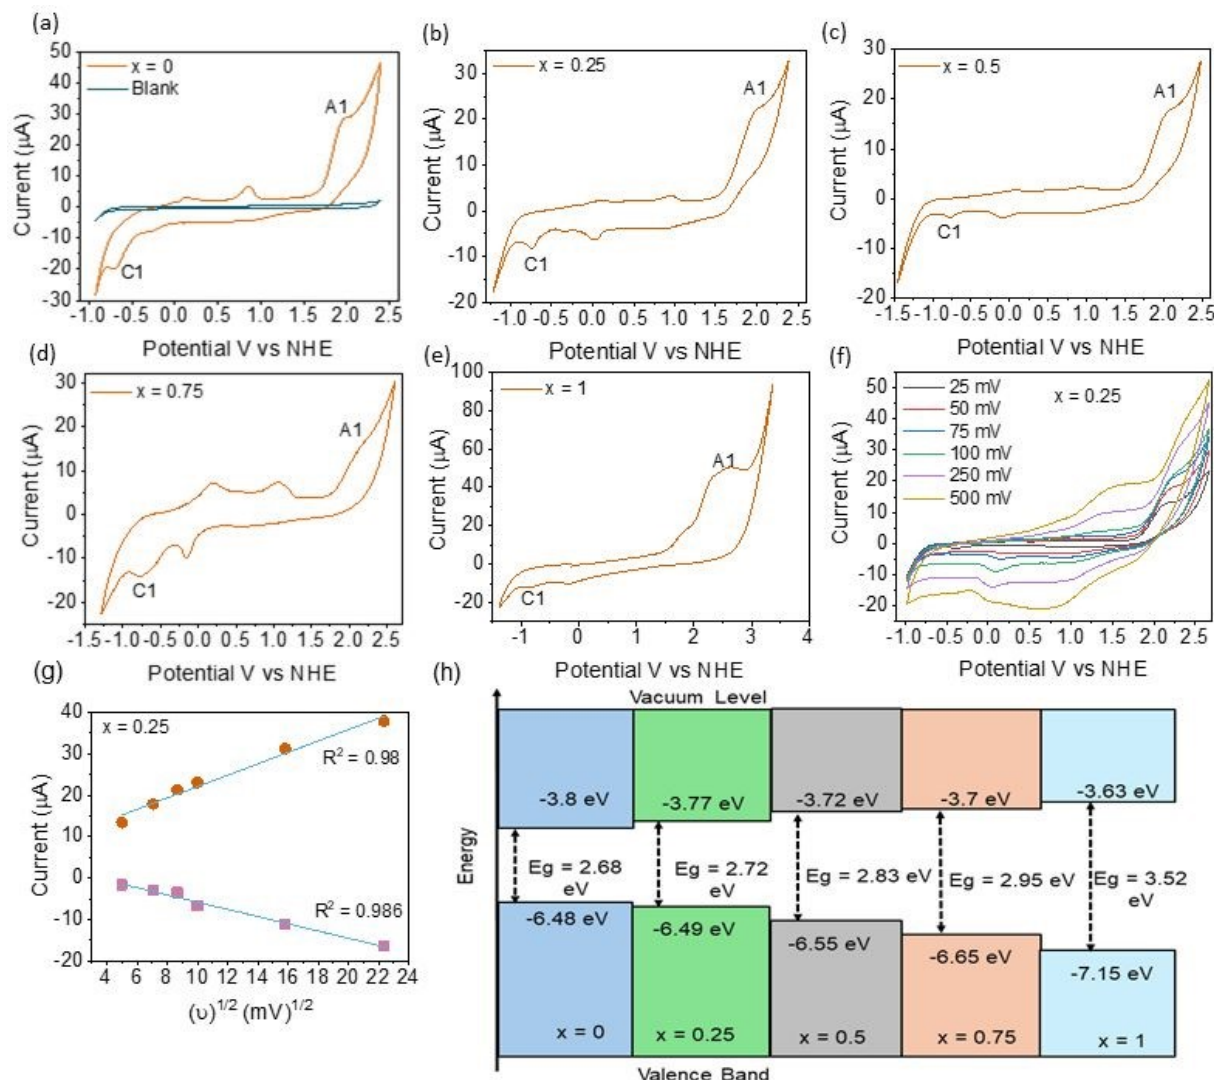 (a)
x = 0
Blank
A1
C1
50
40
30
20
10
0
-10
-20
30
-1.0 -0.5 0.0 0.5 1.0 1.5 2.0 2.5
Current (μA)
Potential V vs NHE
(b)
x = 0.25
A1
C1
30
20
10
0
-10
-20
-1.0 -0.5 0.0 0.5 1.0 1.5 2.0 2.5
Current (μA)
Potential V vs NHE
(c)
x = 0.5
A1
C1
30
20
10
0
-10
-20
-1.5 -1.0 -0.5 0.0 0.5 1.0 1.5 2.0 2.5
Current (μA)
Potential V vs NHE
(d)
x = 0.75
A1
C1
30
20
10
0
-10
-20
-1.5 -1.0 -0.5 0.0 0.5 1.0 1.5 2.0 2.5
Current (μA)
Potential V vs NHE
(e)
x = 1
A1
C1
100
80
60
40
20
0
-20
-1 0 1 2 3 4
Current (μA)
Potential V vs NHE
(f)
25 mV
50 mV
75 mV
100 mV
250 mV
500 mV
x = 0.25
50
40
30
20
10
0
-10
-20
-1.0 -0.5 0.0 0.5 1.0 1.5 2.0 2.5
Current (μA)
Potential V vs NHE
(g)
x = 0.25
R² = 0.98
R² = 0.986
40
30
20
10
0
-10
-20
4 6 8 10 12 14 16 18 20 22 24
Current (μA)
(υ)^1/2 (mV)^1/2
(h)
Vacuum Level
Energy
-3.8 eV
-3.77 eV
-3.72 eV
-3.7 eV
-3.63 eV
Eg = 2.68
eV
Eg = 2.72
eV
Eg = 2.83 eV
Eg = 2.95 eV
Eg = 3.52
eV
-6.48 eV
-6.49 eV
-6.55 eV
-6.65 eV
-7.15 eV
x = 0
x = 0.25
x = 0.5
x = 0.75
x = 1
Valence Band